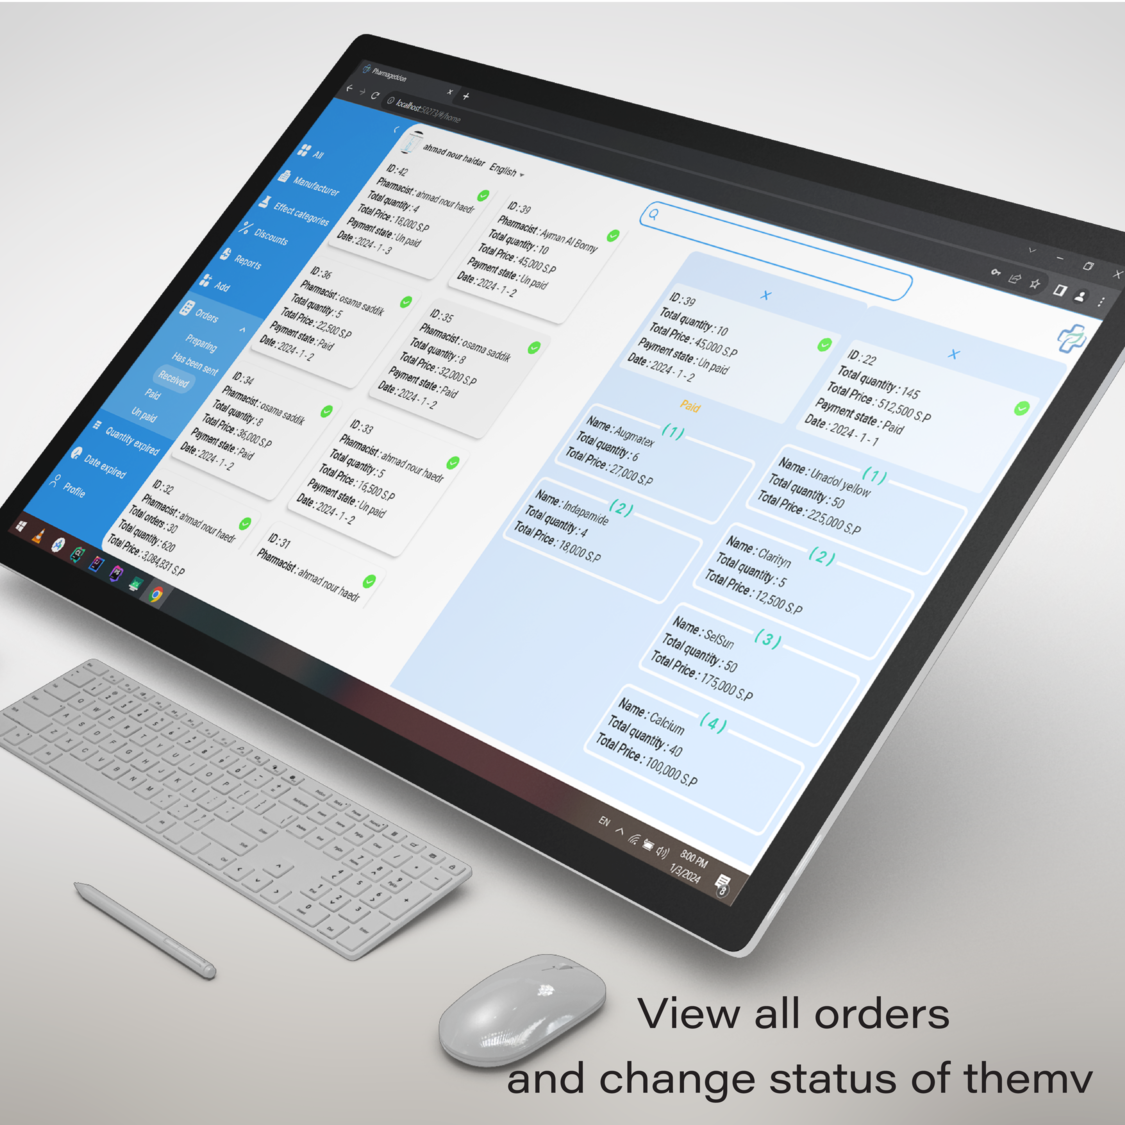 Pharmagestion
localhost:50273/#/home
ahmad nour haidar English
All
Manufacturer
Effect categories
Discounts
Reports
Add
Orders
Preparing
Has been sent
Received
Paid
Un paid
Quantity expired
Date expired
Profile
ID : 42
Pharmacist : ahmad nour haedr
Total quantity : 4
Total Price : 18,000 S.P
Payment state : Un paid
Date : 2024 - 1 - 3
ID : 39
Pharmacist : Ayman Al Borny
Total quantity : 10
Total Price : 45,000 S.P
Payment state : Un paid
Date : 2024 - 1 - 2
ID : 36
Pharmacist : osama saddik
Total quantity : 5
Total Price : 22,500 S.P
Payment state : Paid
Date : 2024 - 1 - 2
ID : 35
Pharmacist : osama saddik
Total quantity : 8
Total Price : 32,000 S.P
Payment state : Paid
Date : 2024 - 1 - 2
ID : 34
Pharmacist : osama saddik
Total quantity : 8
Total Price : 36,000 S.P
Payment state : Paid
Date : 2024 - 1 - 2
ID : 33
Pharmacist : ahmad nour haedr
Total quantity : 5
Total Price : 16,500 S.P
Payment state : Un paid
Date : 2024 - 1 - 2
ID : 32
Pharmacist : ahmad nour haedr
Total orders : 30
Total quantity : 620
Total Price : 3,084,331 S.P
ID : 31
Pharmacist : ahmad nour haedr
ID : 39
Total quantity : 10
Total Price : 45,000 S.P
Payment state : Un paid
Date : 2024 - 1 - 2
Paid
(1)
Name : Augmatex
Total quantity : 6
Total Price : 27,000 S.P
(2)
Name : Indapamide
Total quantity : 4
Total Price : 18,000 S.P
ID : 22
Total quantity : 145
Total Price : 512,500 S.P
Payment state : Paid
Date : 2024 - 1 - 1
(1)
Name : Unadol yellow
Total quantity : 50
Total Price : 225,000 S.P
(2)
Name : Clarityn
Total quantity : 5
Total Price : 12,500 S.P
(3)
Name : SelSun
Total quantity : 50
Total Price : 175,000 S.P
(4)
Name : Calcium
Total quantity : 40
Total Price : 100,000 S.P
EN
8:00 PM
1/3/2024
View all orders
and change status of themv